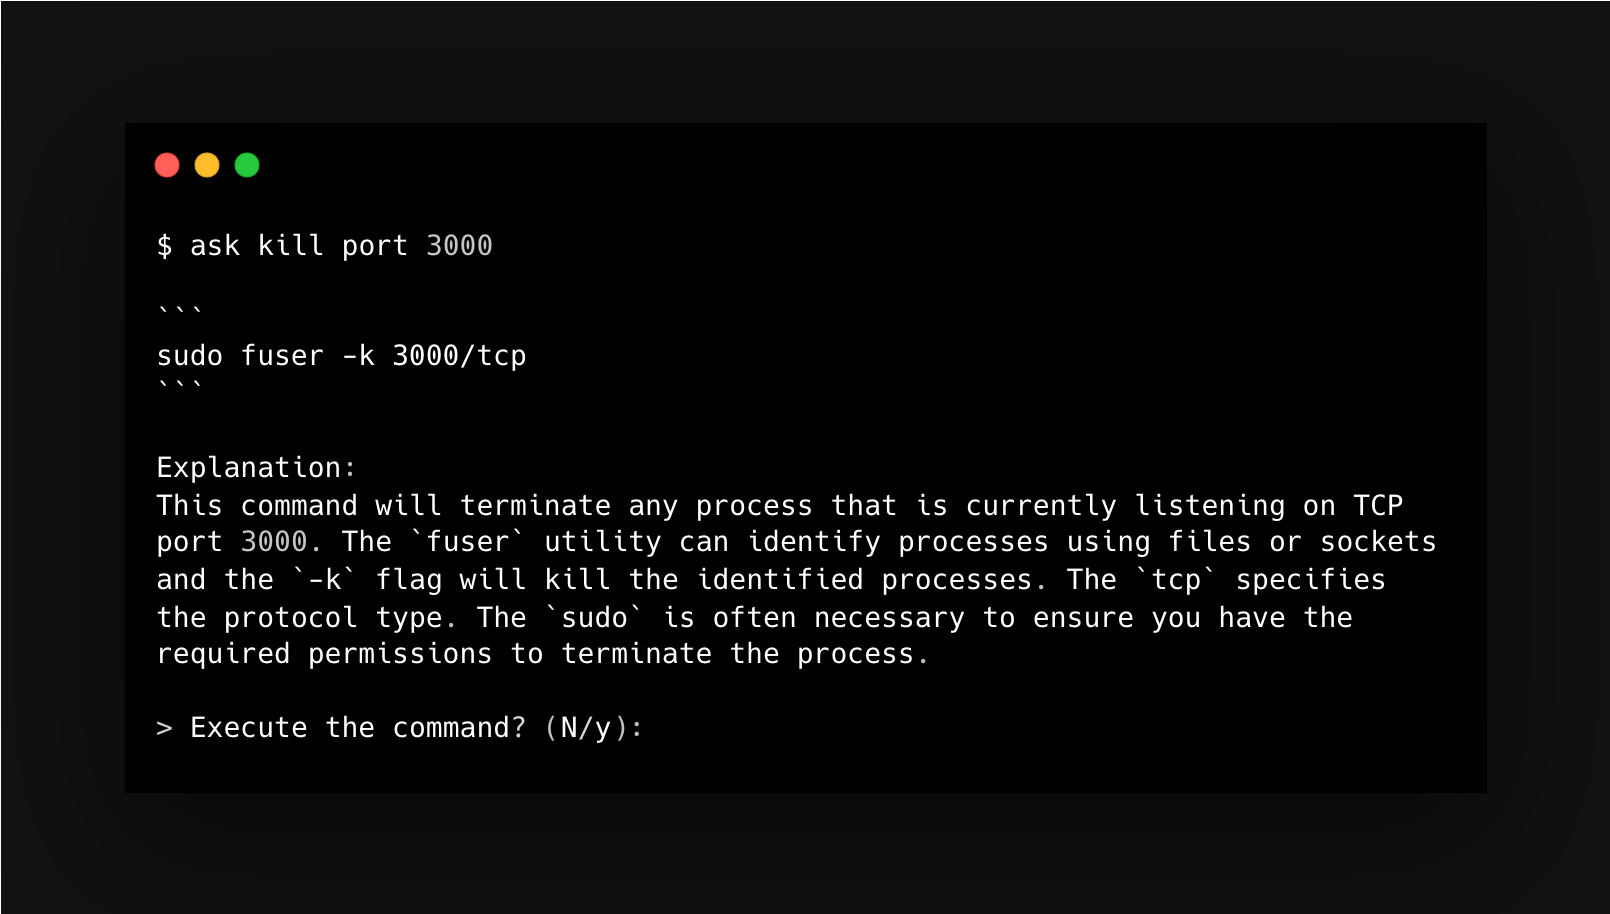 $ ask kill port 3000
```
sudo fuser -k 3000/tcp
```
Explanation:
This command will terminate any process that is currently listening on TCP
port 3000. The `fuser` utility can identify processes using files or sockets
and the `-k` flag will kill the identified processes. The `tcp` specifies
the protocol type. The `sudo` is often necessary to ensure you have the
required permissions to terminate the process.
> Execute the command? (N/y):